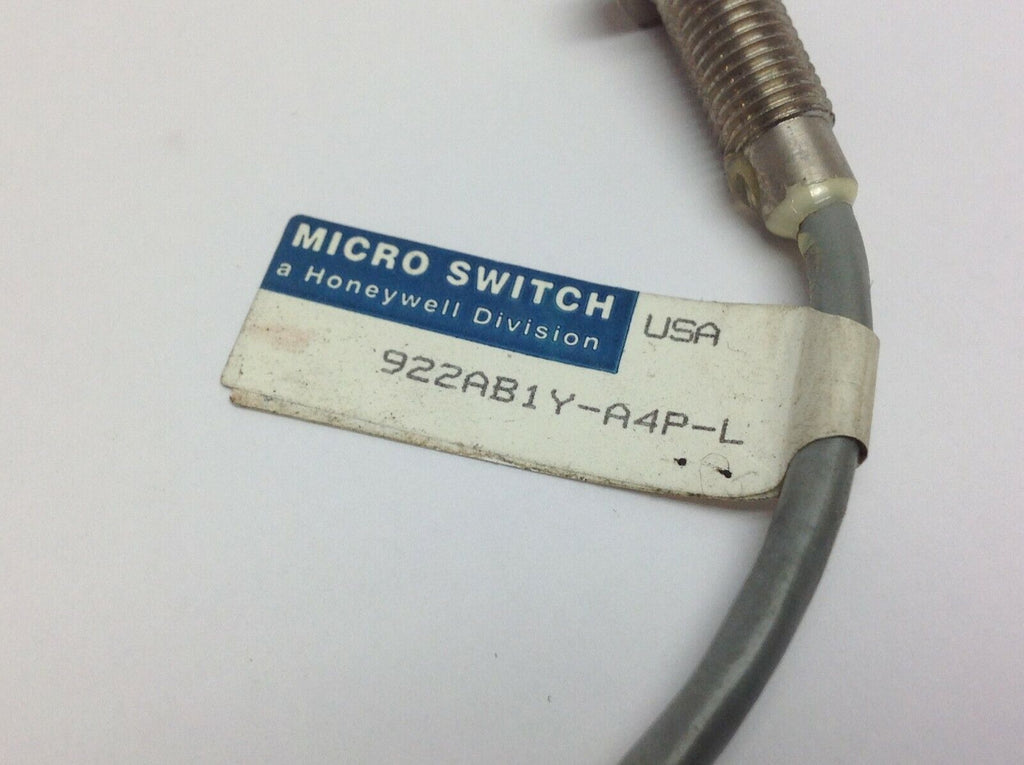 MICRO SWITCH
a Honeywell Division
USA
922AB1Y-A4P-L